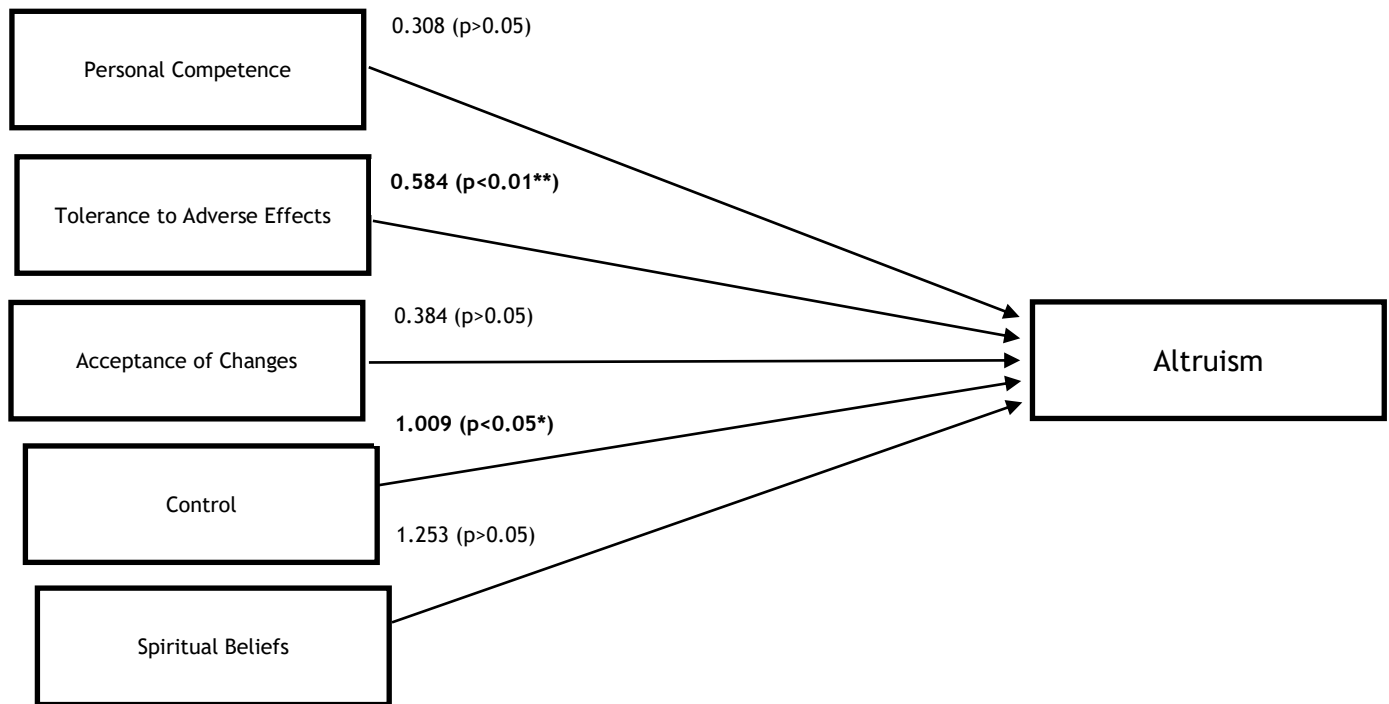 0.308 (p>0.05)
Personal Competence
0.584 (p<0.01**)
Tolerance to Adverse Effects
0.384 (p>0.05)
Acceptance of Changes
Altruism
1.009 (p<0.05*)
Control
1.253 (p>0.05)
Spiritual Beliefs